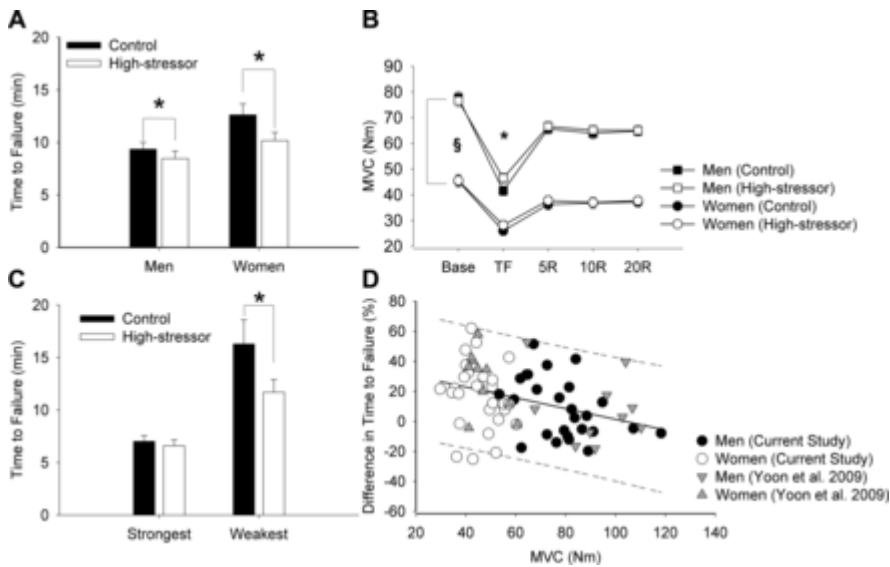 A
20
15
10
5
0
Time to Failure (min)
Control
High-stressor
*
*
Men
Women
B
90
80
70
60
50
40
30
20
MVC (Nm)
§
*
Base
TF
5R
10R
20R
Men (Control)
Men (High-stressor)
Women (Control)
Women (High-stressor)
C
20
15
10
5
0
Time to Failure (min)
Control
High-stressor
*
Strongest
Weakest
D
80
60
40
20
0
-20
-40
-60
Difference in Time to Failure (%)
20
40
60
80
100
120
140
MVC (Nm)
Men (Current Study)
Women (Current Study)
Men (Yoon et al. 2009)
Women (Yoon et al. 2009)